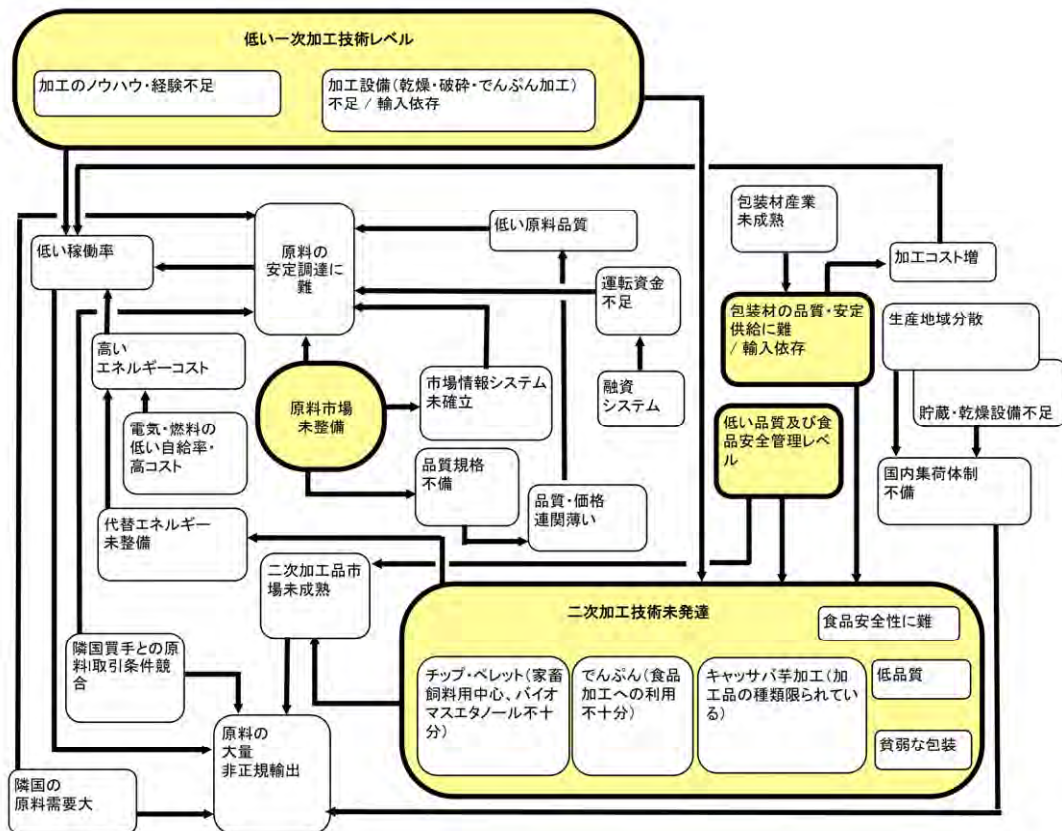 低い一次加工技術レベル
加工のノウハウ・経験不足
加工設備（乾燥・破砕・でんぷん加工）
不足 / 輸入依存
低い稼働率
原料の
安定調達に
難
低い原料品質
運転資金
不足
包装材産業
未成熟
加工コスト増
包装材の品質・安定
供給に難
/ 輸入依存
生産地域分散
高い
エネルギーコスト
原料市場
未整備
市場情報システム
未確立
融資
システム
貯蔵・乾燥設備不足
電気・燃料の
低い自給率・
高コスト
低い品質及び食
品安全管理レベ
ル
品質規格
不備
品質・価格
連関薄い
国内集荷体制
不備
代替エネルギー
未整備
二次加工品市
場未成熟
二次加工技術未発達
食品安全性に難
チップ・ペレット（家畜
飼料用中心、バイオ
マスエタノール不十
分）
でんぷん（食品
加工への利用
不十分）
キャッサバ芋加工（加
工品の種類限られてい
る）
低品質
貧弱な包装
隣国買手との原
料取引条件競
合
原料の
大量
非正規輸出
隣国の
原料需要大